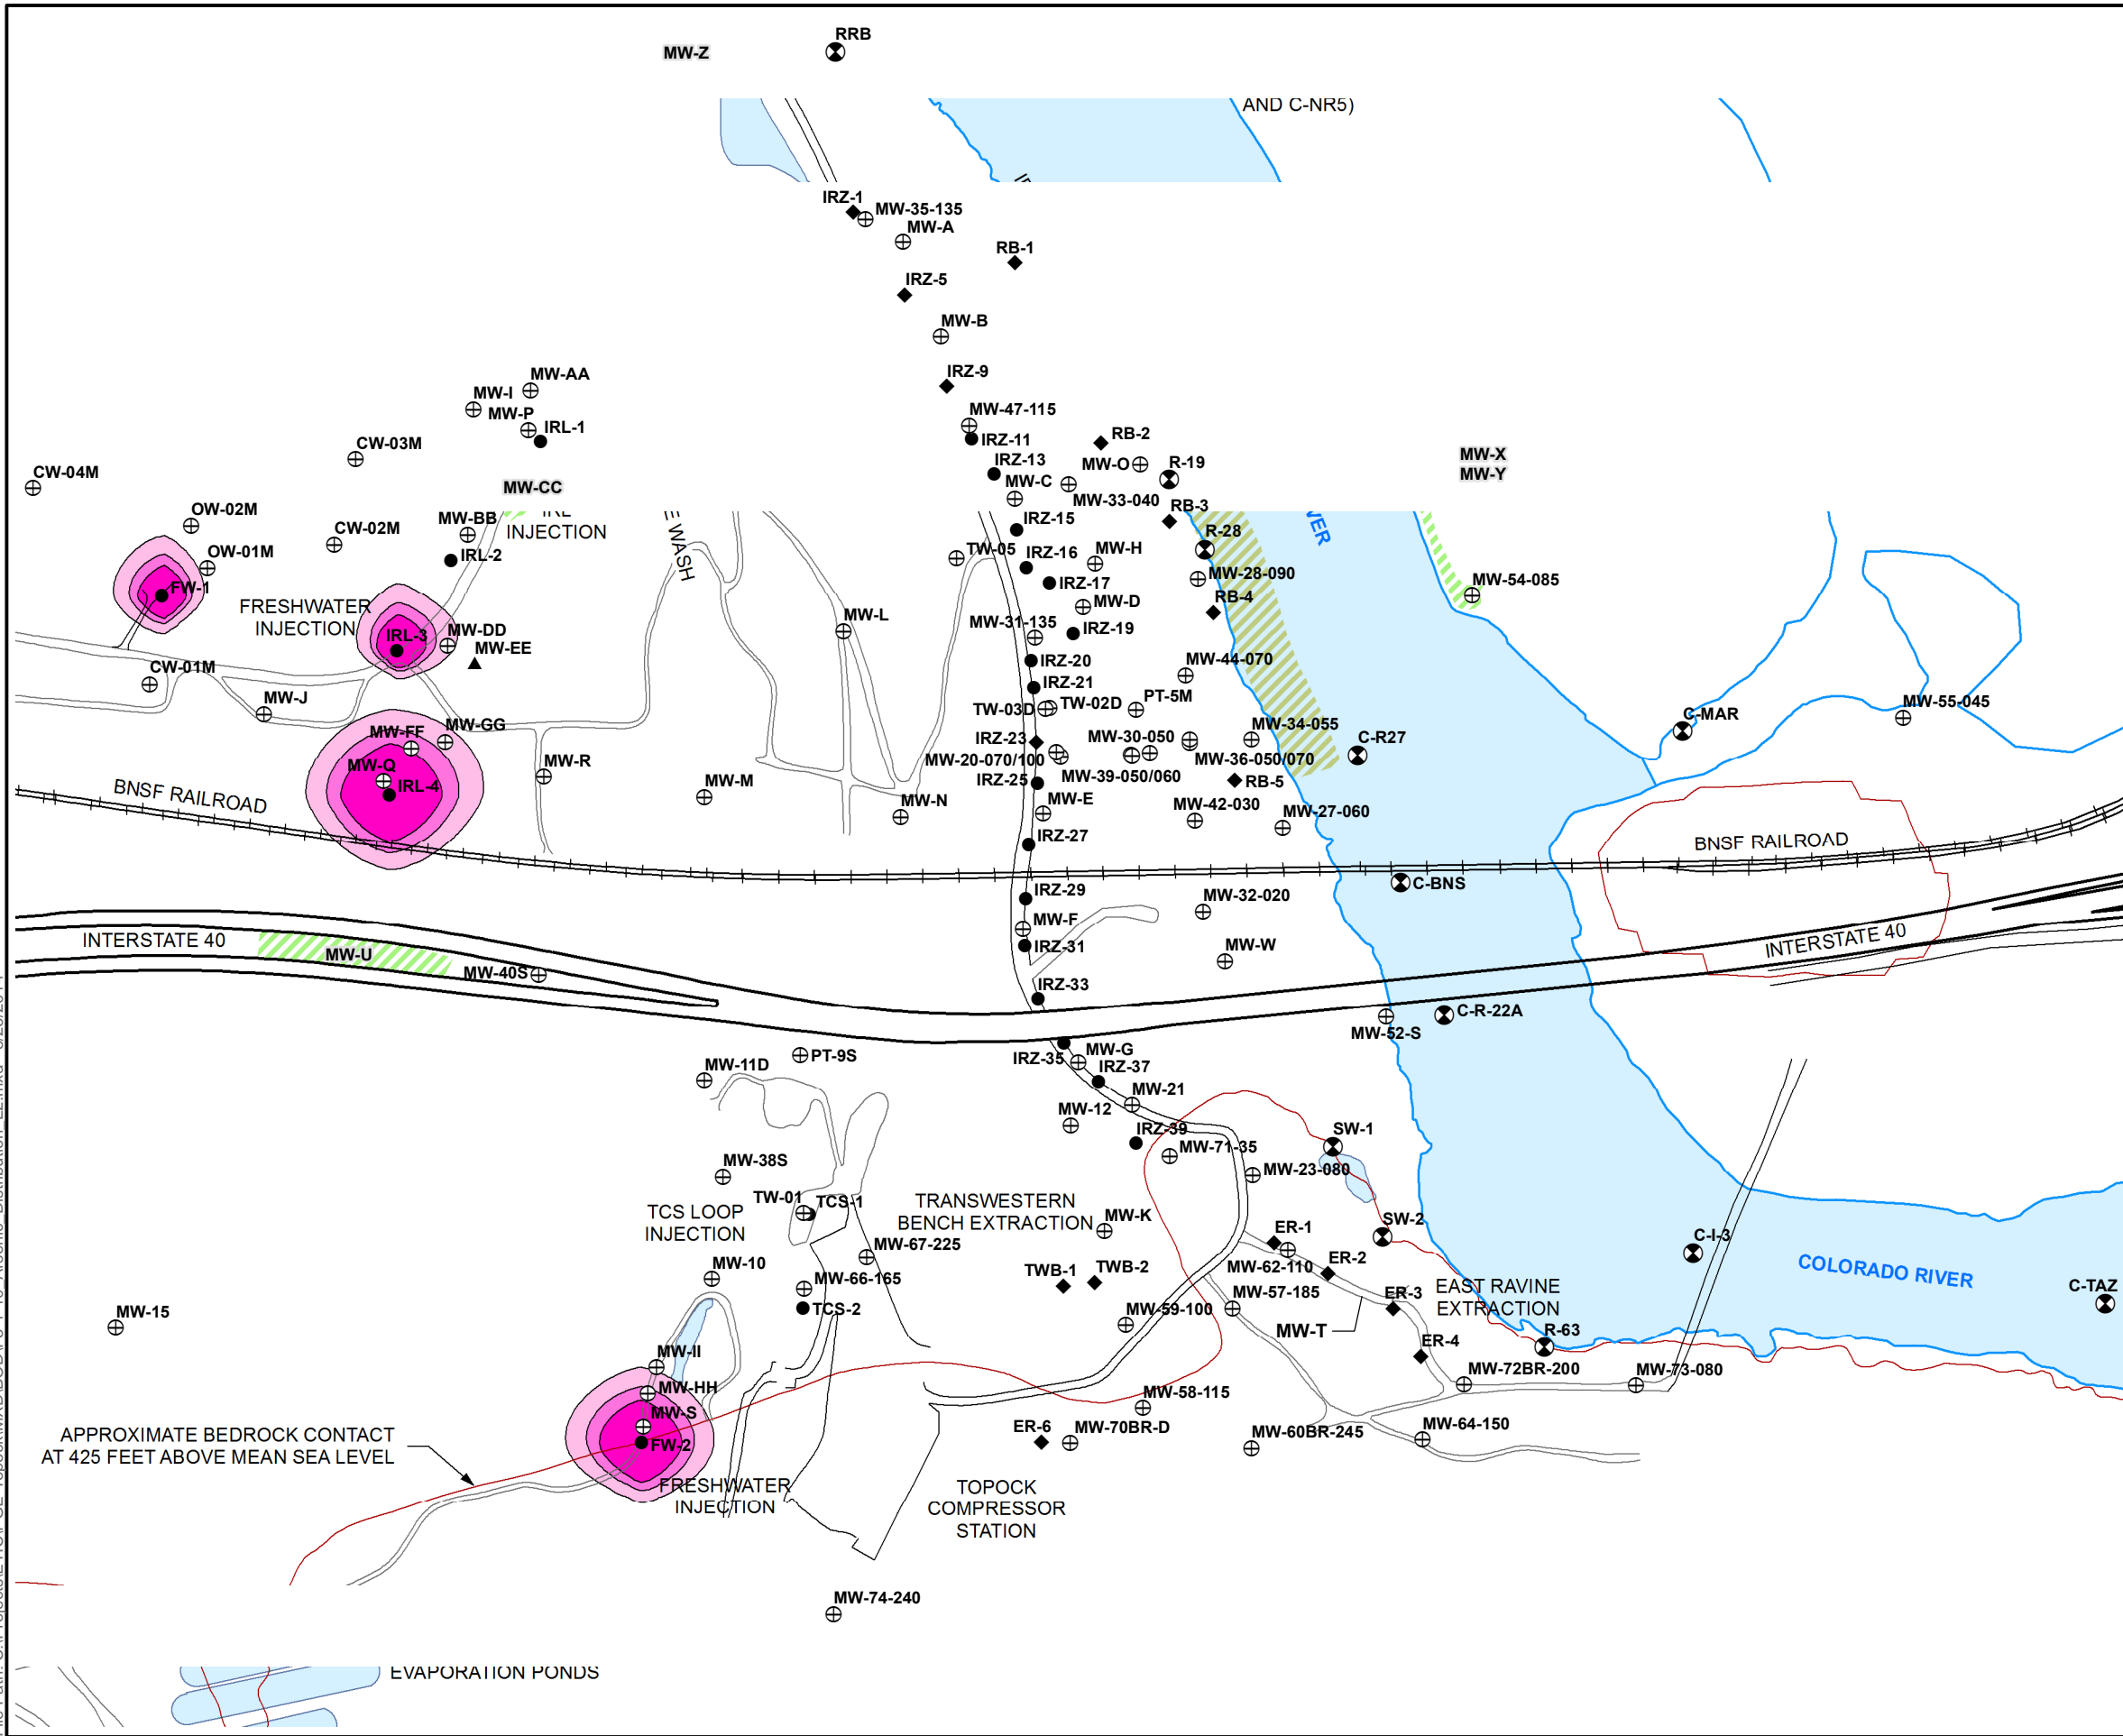 RRB
MW-Z
AND C-NR5)
IRZ-1
MW-35-135
MW-A
RB-1
IRZ-5
MW-B
IRZ-9
MW-AA
MW-I
MW-P
IRL-1
MW-47-115
IRZ-11
RB-2
CW-03M
IRZ-13
MW-O
R-19
MW-X
MW-Y
CW-04M
MW-CC
MW-C
MW-33-040
RB-3
OW-02M
CW-02M
MW-BB
INJECTION
IRZ-15
R-28
OW-01M
IRL-2
E WASH
TW-05
IRZ-16
MW-H
FW-1
IRZ-17
MW-28-090
MW-54-085
FRESHWATER
INJECTION
MW-D
RB-4
IRL-3
MW-DD
MW-EE
MW-L
MW-31-135
IRZ-19
CW-01M
IRZ-20
MW-44-070
MW-J
IRZ-21
TW-03D
TW-02D
PT-5M
MW-55-045
C-MAR
MW-FF
MW-GG
IRZ-23
MW-30-050
MW-34-055
C-R27
MW-20-070/100
MW-36-050/070
MW-Q
IRL-4
MW-R
MW-M
IRZ-25
MW-39-050/060
RB-5
BNSF RAILROAD
MW-N
MW-E
MW-42-030
MW-27-060
IRZ-27
BNSF RAILROAD
C-BNS
IRZ-29
MW-32-020
MW-F
INTERSTATE 40
MW-U
IRZ-31
MW-W
INTERSTATE 40
MW-40S
IRZ-33
C-R-22A
MW-52-S
PT-9S
IRZ-35
MW-G
MW-11D
IRZ-37
MW-21
MW-12
IRZ-39
SW-1
MW-71-35
MW-38S
MW-23-080
TW-01
TCS-1
TRANSWESTERN
BENCH EXTRACTION
TCS LOOP
INJECTION
MW-K
SW-2
ER-1
C-I-3
MW-67-225
ER-2
MW-62-110
COLORADO RIVER
MW-10
MW-66-165
TWB-1
TWB-2
MW-57-185
ER-3
EAST RAVINE
EXTRACTION
C-TAZ
MW-15
TCS-2
MW-59-100
MW-T
R-63
ER-4
MW-II
MW-72BR-200
MW-73-080
MW-HH
MW-58-115
MW-S
APPROXIMATE BEDROCK CONTACT
AT 425 FEET ABOVE MEAN SEA LEVEL
FW-2
ER-6
MW-70BR-D
MW-60BR-245
MW-64-150
FRESHWATER
INJECTION
TOPOCK
COMPRESSOR
STATION
MW-74-240
EVAPORATION PONDS